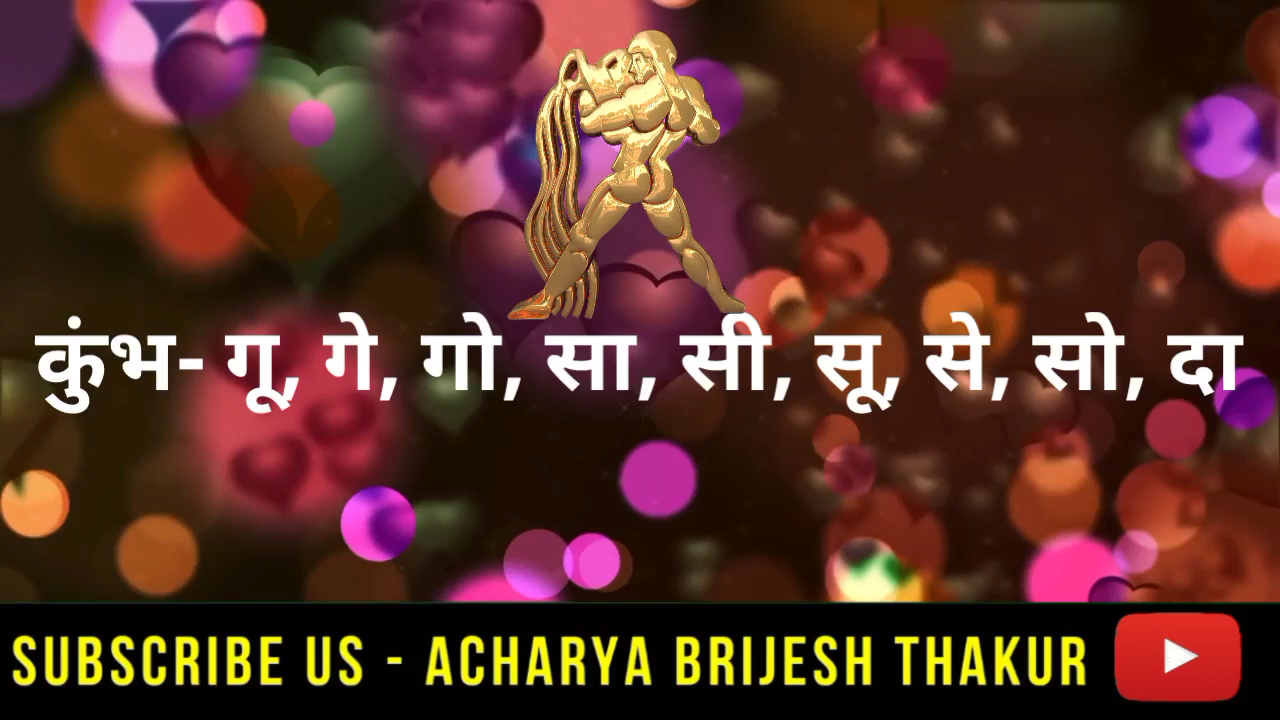 कुंभ- गू, गे, गो, सा, सी, सू, से, सो, दा
SUBSCRIBE US - ACHARYA BRIJESH THAKUR